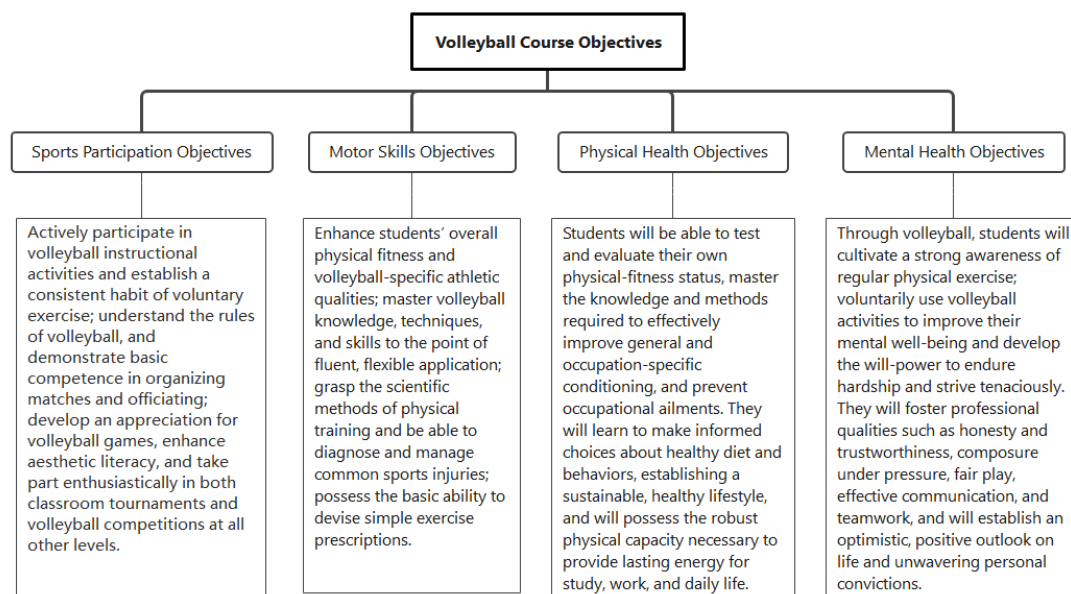 Volleyball Course Objectives
Sports Participation Objectives
Motor Skills Objectives
Physical Health Objectives
Mental Health Objectives
Actively participate in
volleyball instructional
activities and establish a
consistent habit of voluntary
exercise; understand the rules
of volleyball, and
demonstrate basic
competence in organizing
matches and officiating;
develop an appreciation for
volleyball games, enhance
aesthetic literacy, and take
part enthusiastically in both
classroom tournaments and
volleyball competitions at all
other levels.
Enhance students’ overall
physical fitness and
volleyball-specific athletic
qualities; master volleyball
knowledge, techniques,
and skills to the point of
fluent, flexible application;
grasp the scientific
methods of physical
training and be able to
diagnose and manage
common sports injuries;
possess the basic ability to
devise simple exercise
prescriptions.
Students will be able to test
and evaluate their own
physical-fitness status, master
the knowledge and methods
required to effectively
improve general and
occupation-specific
conditioning, and prevent
occupational ailments. They
will learn to make informed
choices about healthy diet and
behaviors, establishing a
sustainable, healthy lifestyle,
and will possess the robust
physical capacity necessary to
provide lasting energy for
study, work, and daily life.
Through volleyball, students will
cultivate a strong awareness of
regular physical exercise;
voluntarily use volleyball
activities to improve their
mental well-being and develop
the will-power to endure
hardship and strive tenaciously.
They will foster professional
qualities such as honesty and
trustworthiness, composure
under pressure, fair play,
effective communication, and
teamwork, and will establish an
optimistic, positive outlook on
life and unwavering personal
convictions.